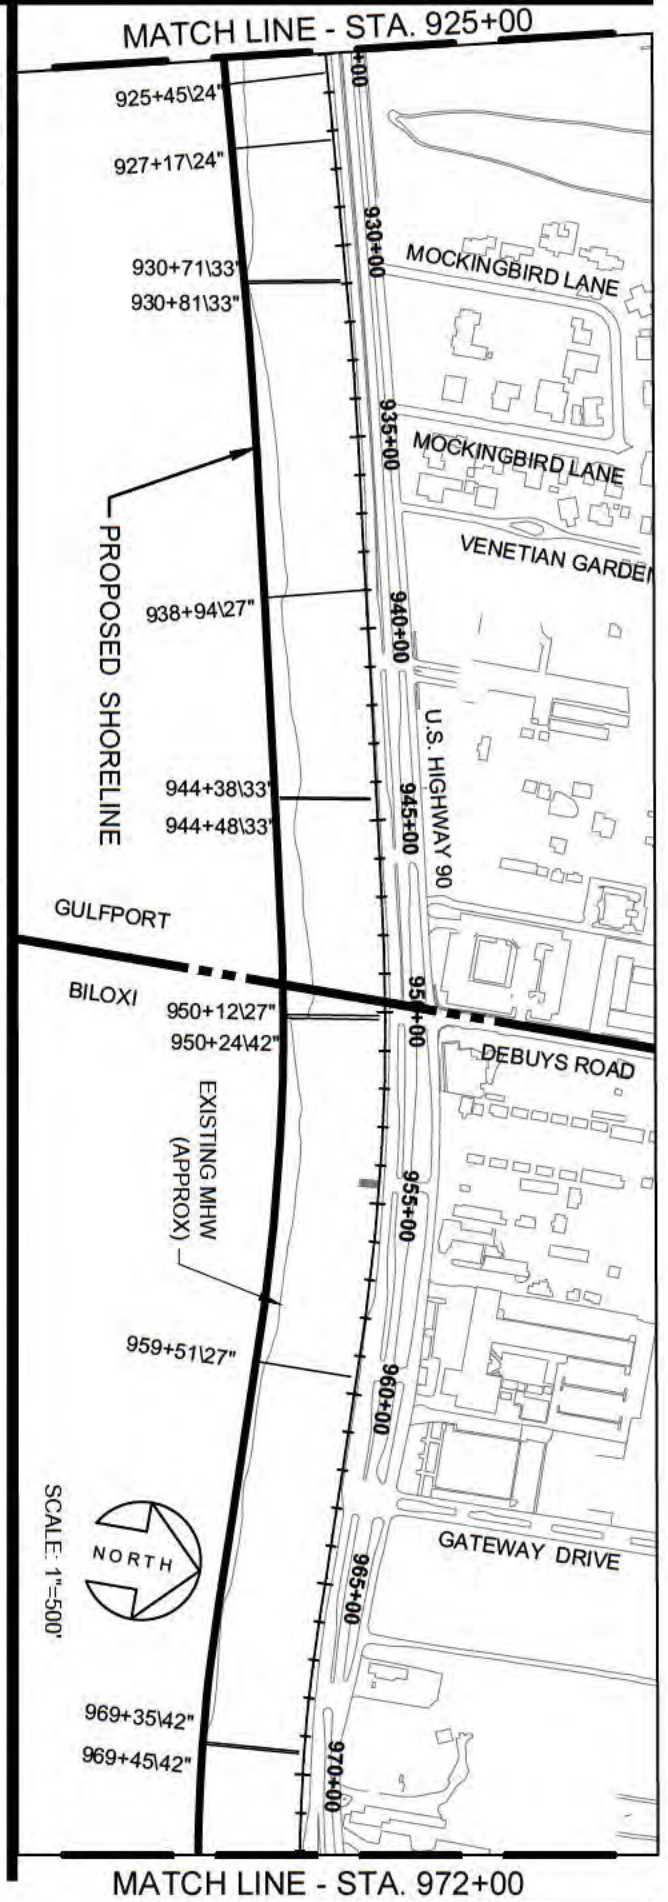 MATCH LINE - STA. 925+00
+00
925+45\24"
927+17\24"
930+00
MOCKINGBIRD LANE
930+71\33"
930+81\33"
935+00
MOCKINGBIRD LANE
PROPOSED SHORELINE
VENETIAN GARDEN
938+94\27"
940+00
U.S. HIGHWAY 90
944+38\33"
944+48\33"
945+00
GULFPORT
BILOXI
950+12\27"
950+24\42"
950+00
DEBUYS ROAD
EXISTING MHW
(APPROX)
955+00
959+51\27"
960+00
SCALE: 1"=500'
NORTH
GATEWAY DRIVE
965+00
969+35\42"
969+45\42"
970+00
MATCH LINE - STA. 972+00